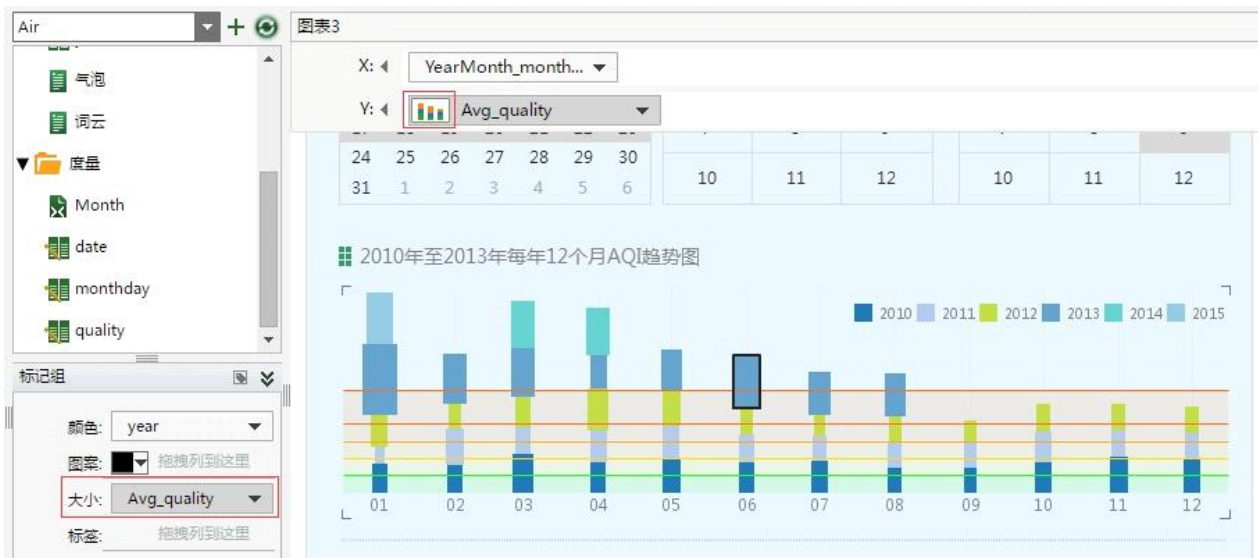 Air
图表3
X: YearMonth_month...
Y: Avg_quality
气泡
词云
度量
Month
date
monthday
quality
24 25 26 27 28 29 30
31 1 2 3 4 5 6
10 11 12
10 11 12
2010年至2013年每年12个月AQI趋势图
2010 2011 2012 2013 2014 2015
01 02 03 04 05 06 07 08 09 10 11 12
标记组
颜色: year
图案: 拖拽列到这里
大小: Avg_quality
标签: 拖拽列到这里